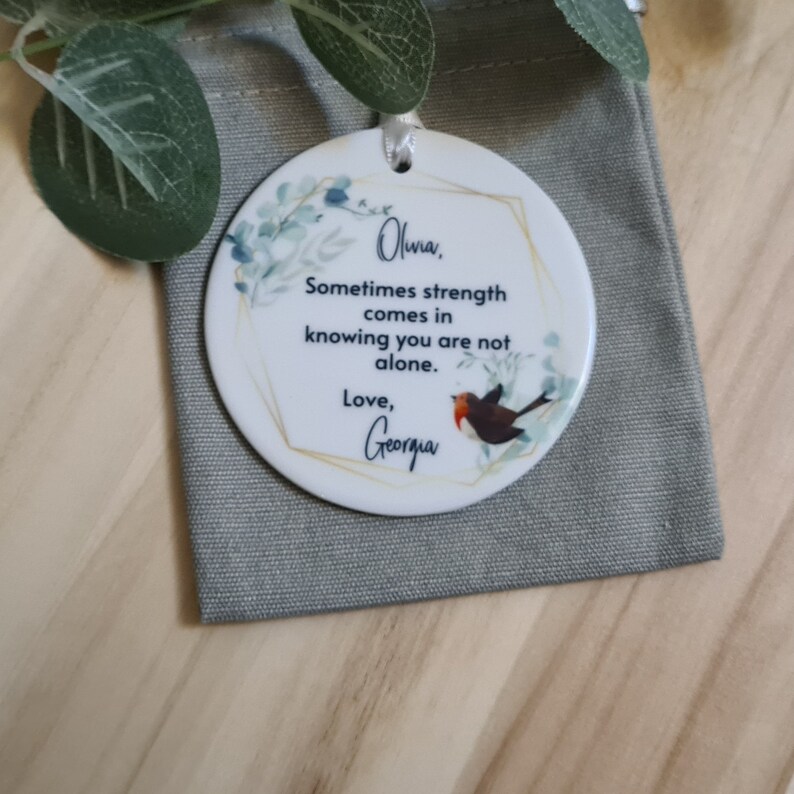 Olivia,
Sometimes strength
comes in
knowing you are not
alone.
Love,
Georgia